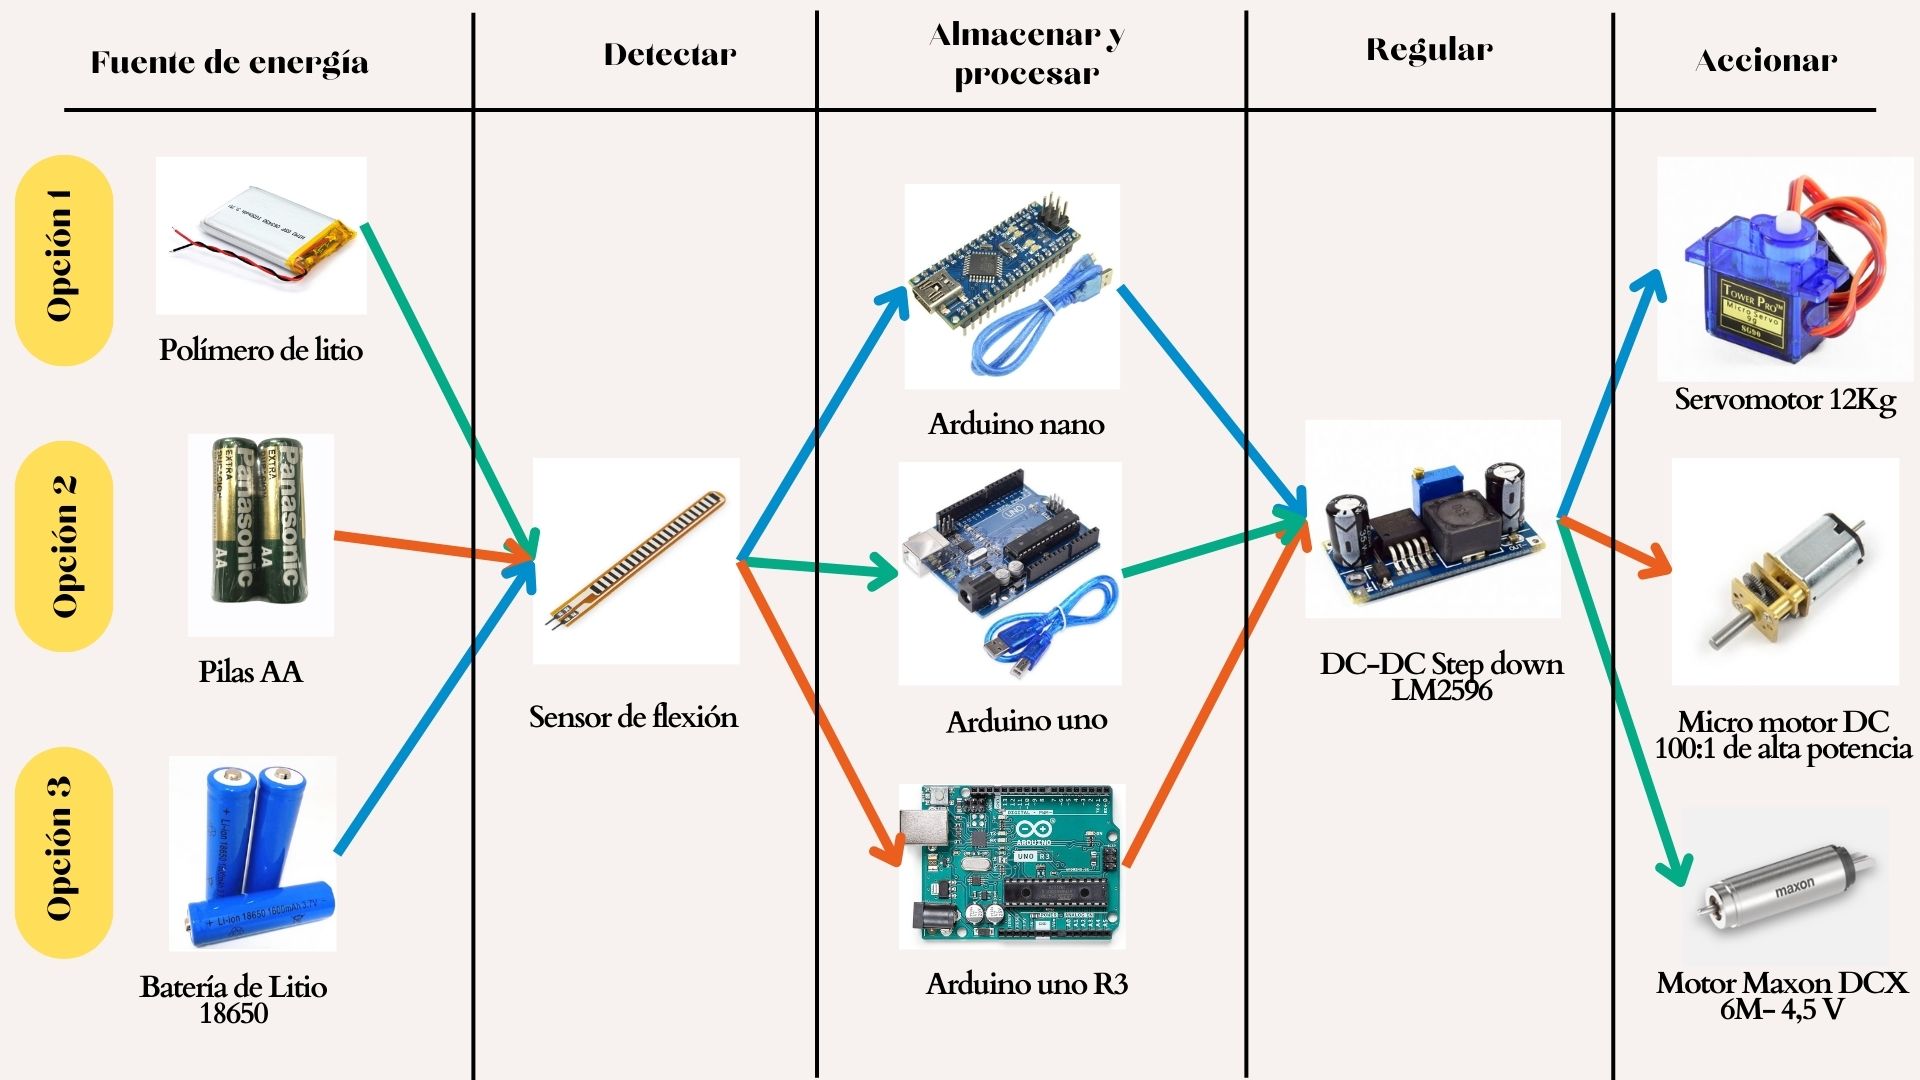 Fuente de energía
Detectar
Almacenar y
procesar
Regular
Accionar
Opción 1
Polímero de litio
Arduino nano
TOWER PRO™
Micro Servo
9g
SG90
Servomotor 12Kg
Opción 2
Panasonic
EXTRA
AA
Panasonic
EXTRA
AA
Pilas AA
Sensor de flexión
UNO
Arduino uno
DC-DC Step down
LM2596
Micro motor DC
100:1 de alta potencia
Opción 3
+ Li-ion 18650 1600mAh 3.7V -
Batería de Litio
18650
ARDUINO
UNO R3
Arduino uno R3
maxon
Motor Maxon DCX
6M- 4,5 V